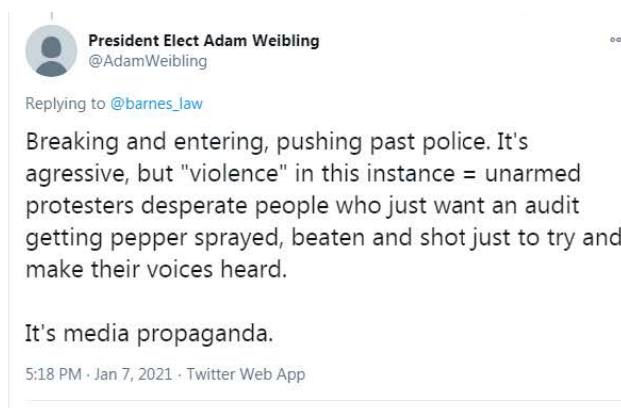 President Elect Adam Weibling
@AdamWeibling
Replying to @barnes_law
Breaking and entering, pushing past police. It's
agressive, but "violence" in this instance = unarmed
protesters desperate people who just want an audit
getting pepper sprayed, beaten and shot just to try and
make their voices heard.
It's media propaganda.
5:18 PM · Jan 7, 2021 · Twitter Web App